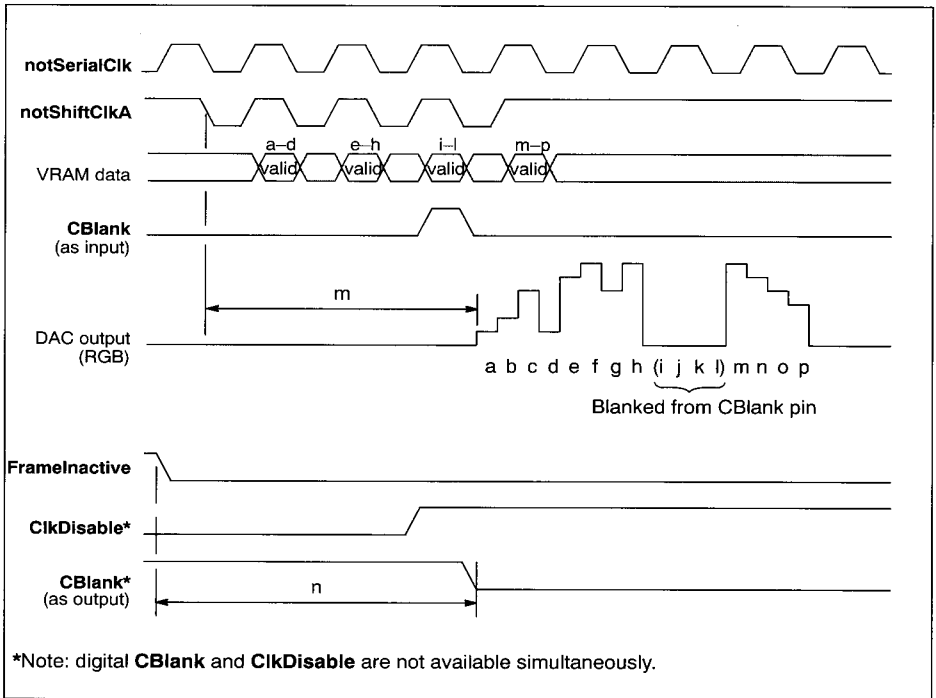 notSerialClk
notShiftClkA
a–d e–h i–l m–p
VRAM data valid valid valid valid
CBlank
(as input)
m
DAC output
(RGB)
a b c d e f g h (i j k l) m n o p
Blanked from CBlank pin
FrameInactive
ClkDisable*
CBlank*
(as output)
n
*Note: digital CBlank and ClkDisable are not available simultaneously.